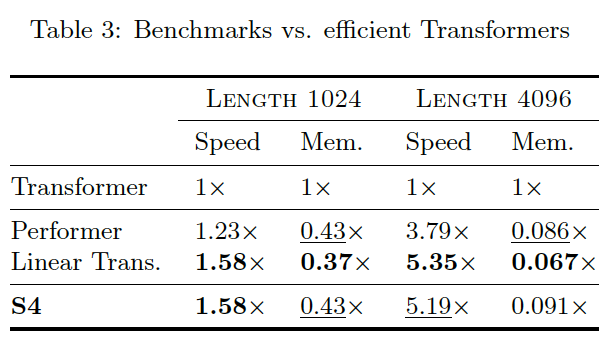 Table 3: Benchmarks vs. efficient Transformers
LENGTH 1024 LENGTH 4096
Speed Mem. Speed Mem.
Transformer 1× 1× 1× 1×
Performer 1.23× 0.43× 3.79× 0.086×
Linear Trans. 1.58× 0.37× 5.35× 0.067×
S4 1.58× 0.43× 5.19× 0.091×